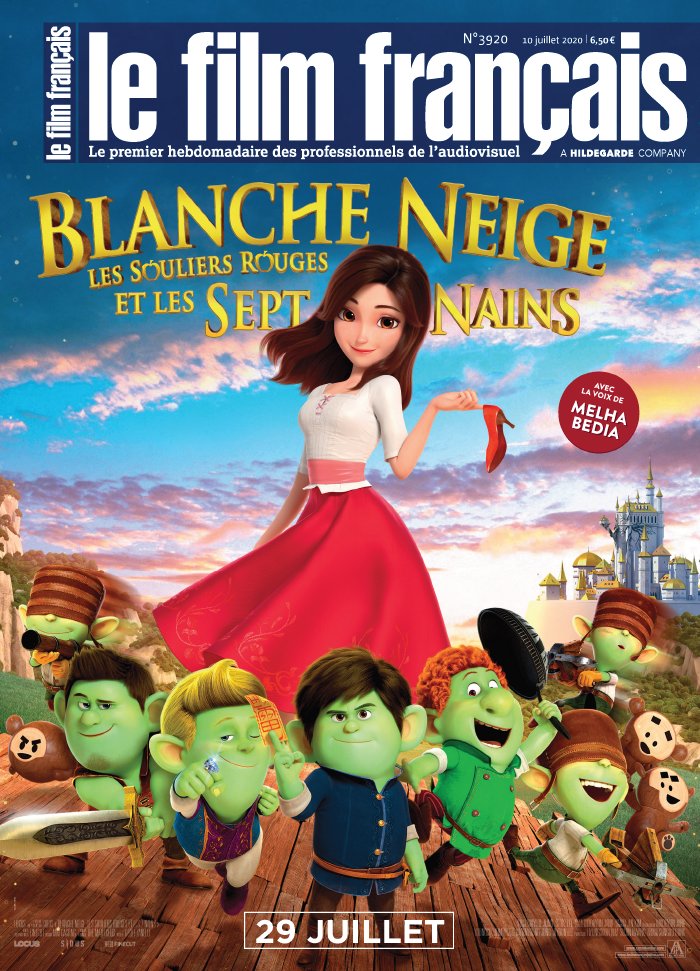 le film français
N°3920 10 juillet 2020 | 6,50 €
le film français
Le premier hebdomadaire des professionnels de l'audiovisuel
A HILDEGARDE COMPANY
BLANCHE NEIGE
LES SOULIERS ROUGES
ET LES SEPT NAINS
AVEC
LA VOIX DE
MELHA
BEDIA
29 JUILLET
LOCUS SIDUS